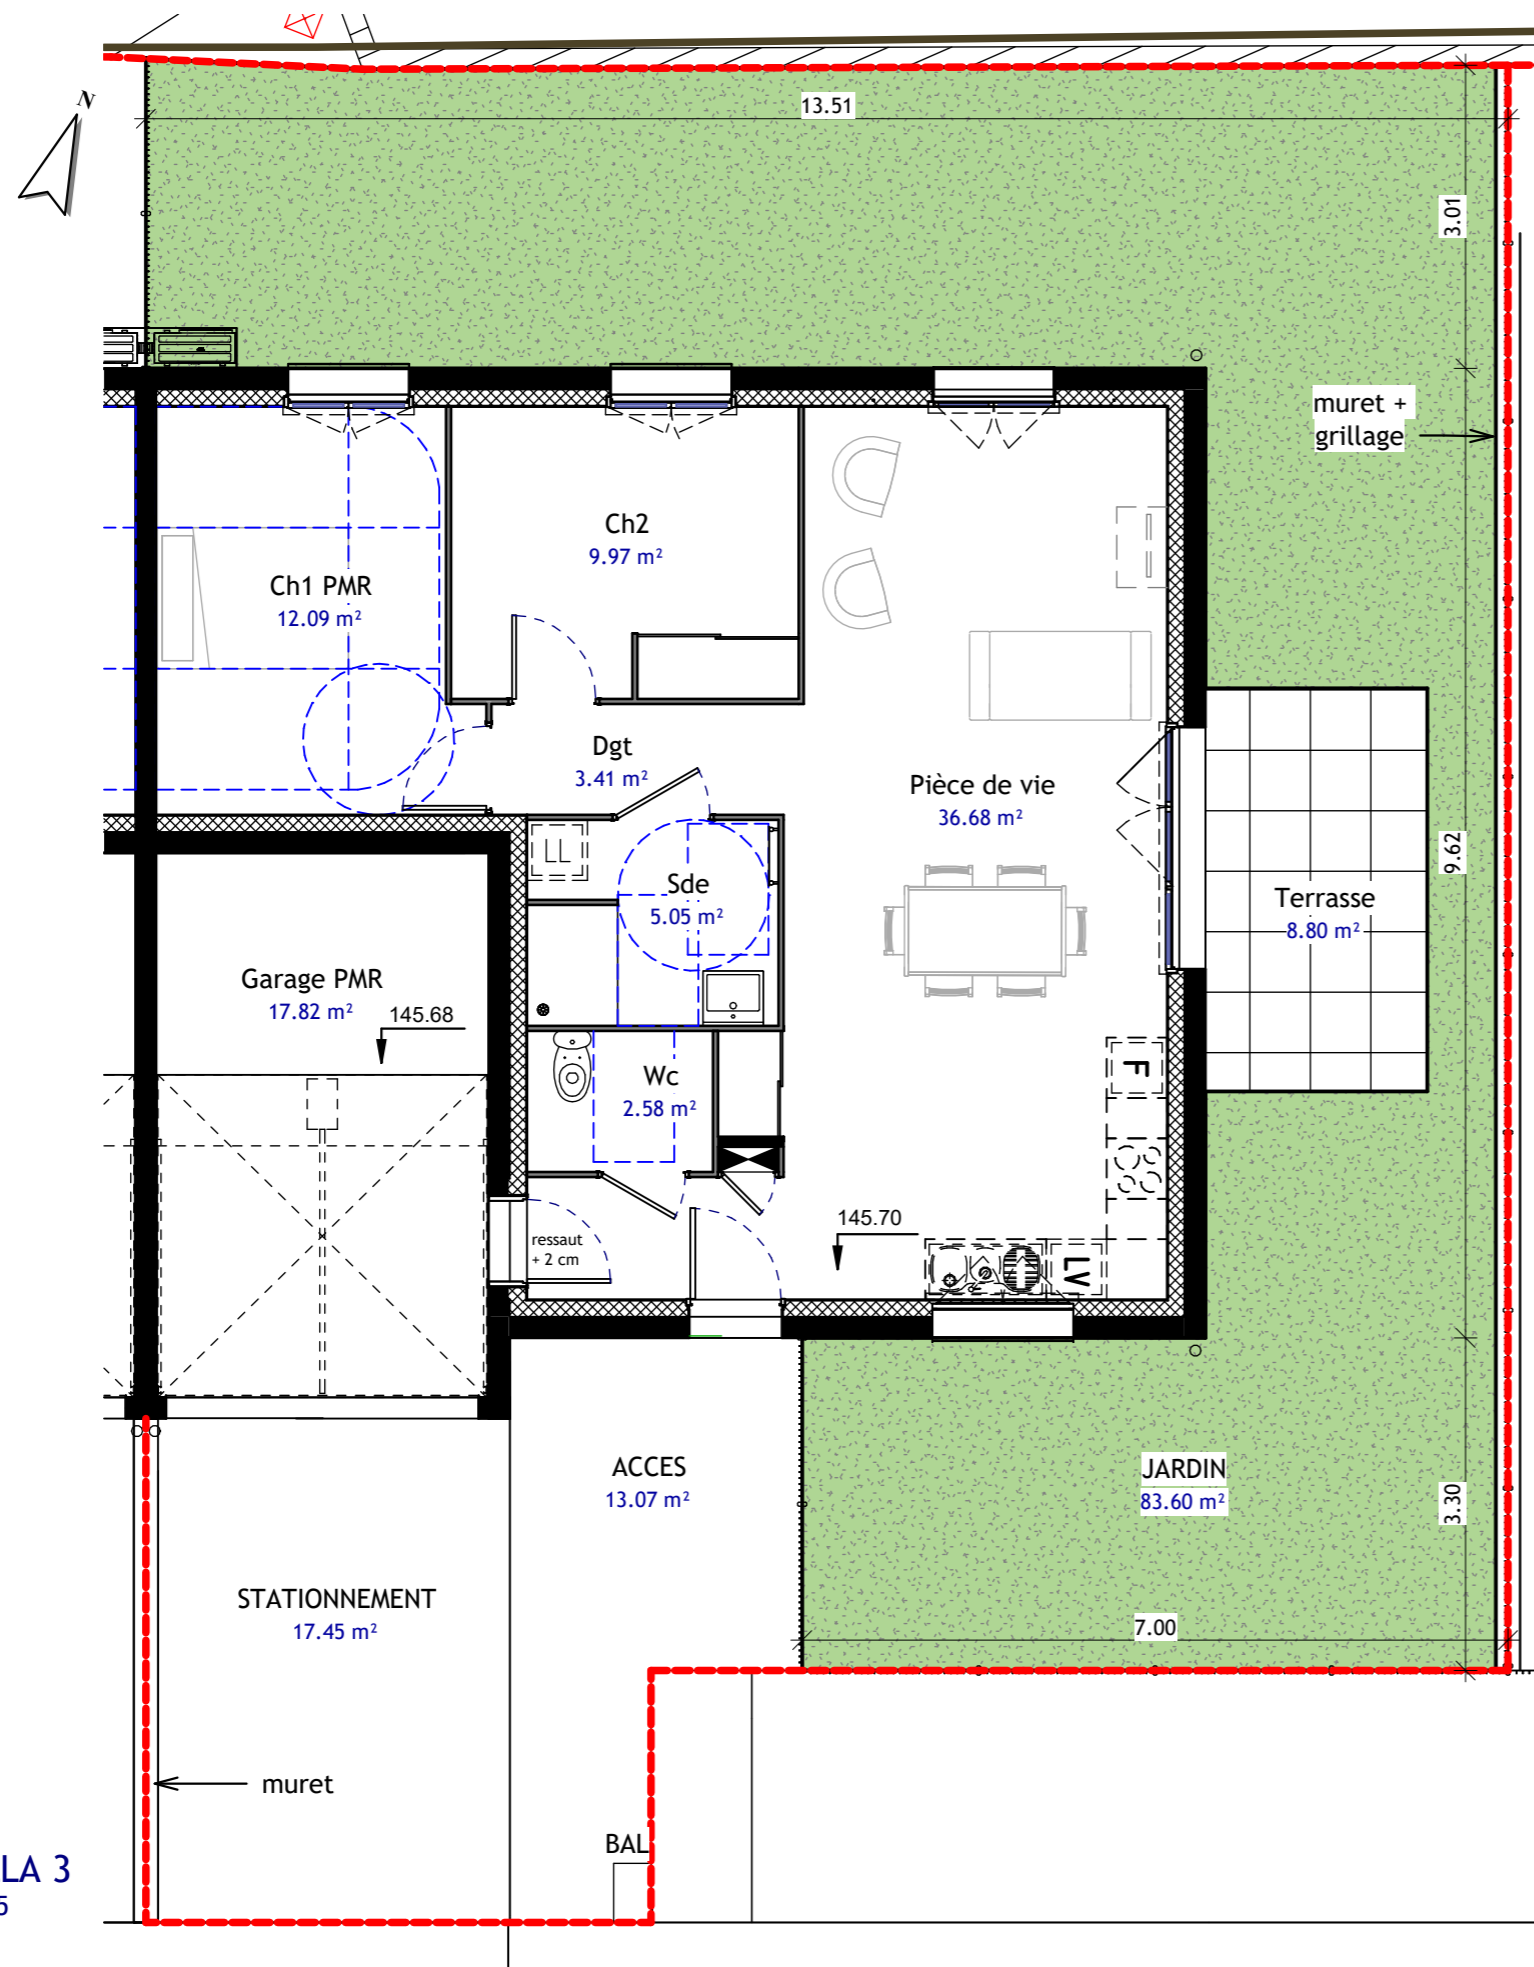 N
13.51
3.01
muret +
grillage
Ch2
9.97 m²
Ch1 PMR
12.09 m²
Dgt
3.41 m²
Pièce de vie
36.68 m²
9.62
LL
Sde
5.05 m²
Terrasse
8.80 m²
Garage PMR
17.82 m²
145.68
F
Wc
2.58 m²
145.70
ressaut
+ 2 cm
LV
ACCES
13.07 m²
JARDIN
83.60 m²
3.30
STATIONNEMENT
17.45 m²
7.00
muret
BAL
LA 3
5